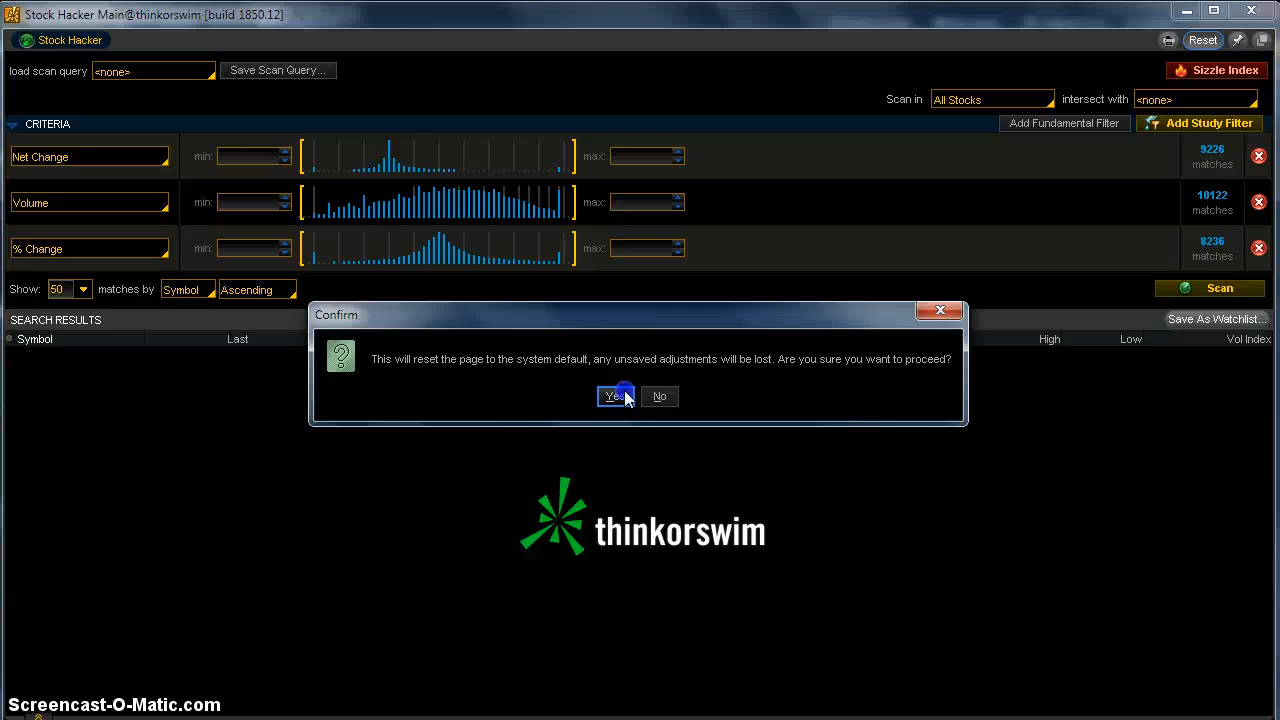 Stock Hacker Main@thinkorswim [build 1850.12]
Stock Hacker
Reset
load scan query <none> Save Scan Query... Sizzle Index
Scan in All Stocks intersect with <none>
CRITERIA Add Fundamental Filter Add Study Filter
Net Change min: max: 9226 matches
Volume min: max: 10122 matches
% Change min: max: 8236 matches
Show: 50 matches by Symbol Ascending Scan
SEARCH RESULTS Save As Watchlist...
Symbol Last High Low Vol Index
Confirm
This will reset the page to the system default, any unsaved adjustments will be lost. Are you sure you want to proceed?
Yes No
thinkorswim
Screencast-O-Matic.com